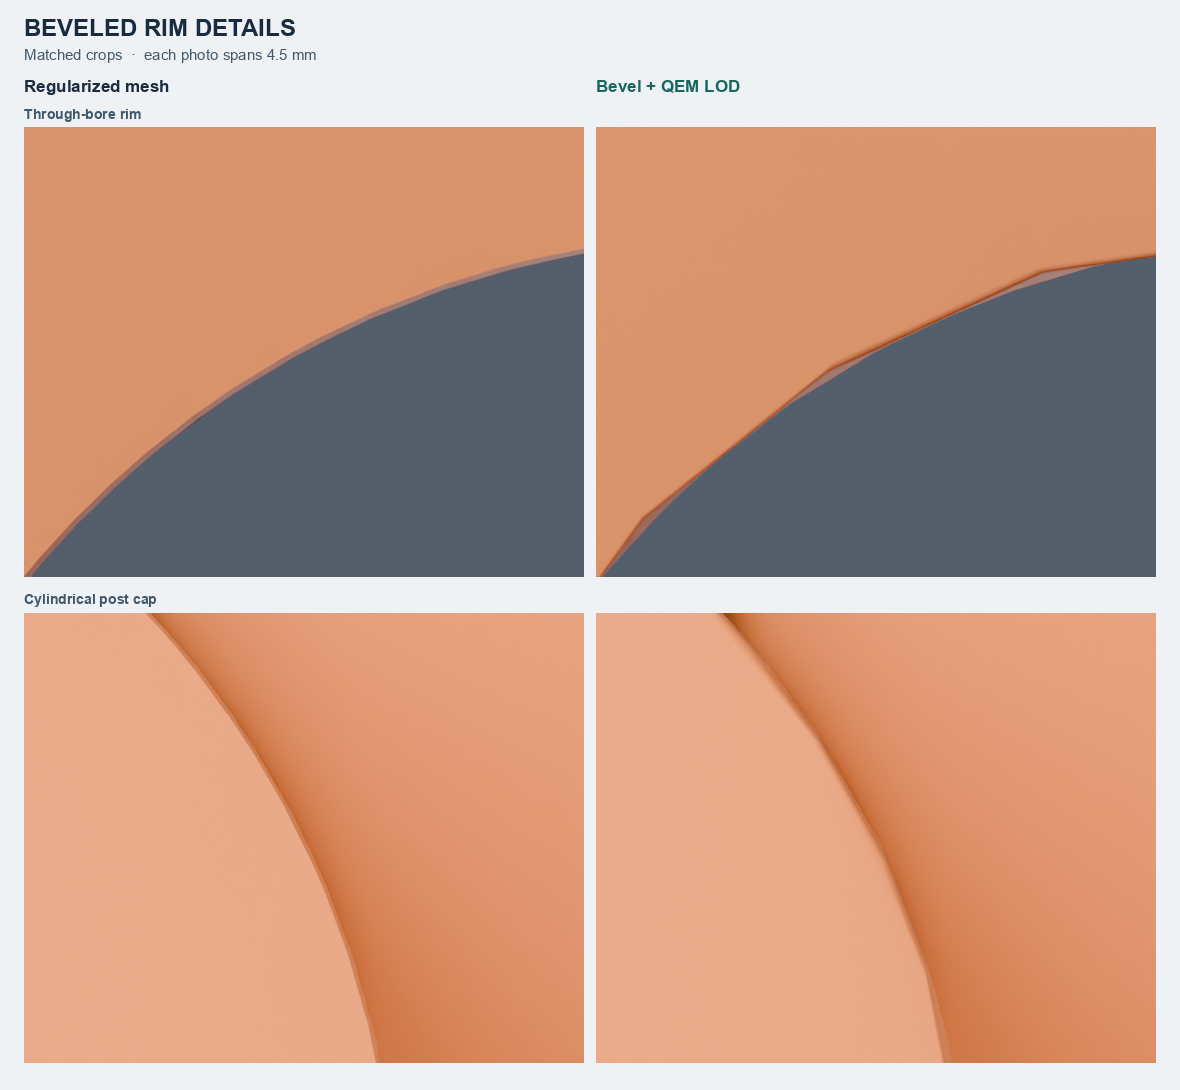 BEVELED RIM DETAILS
Matched crops · each photo spans 4.5 mm
Regularized mesh
Bevel + QEM LOD
Through-bore rim
Cylindrical post cap